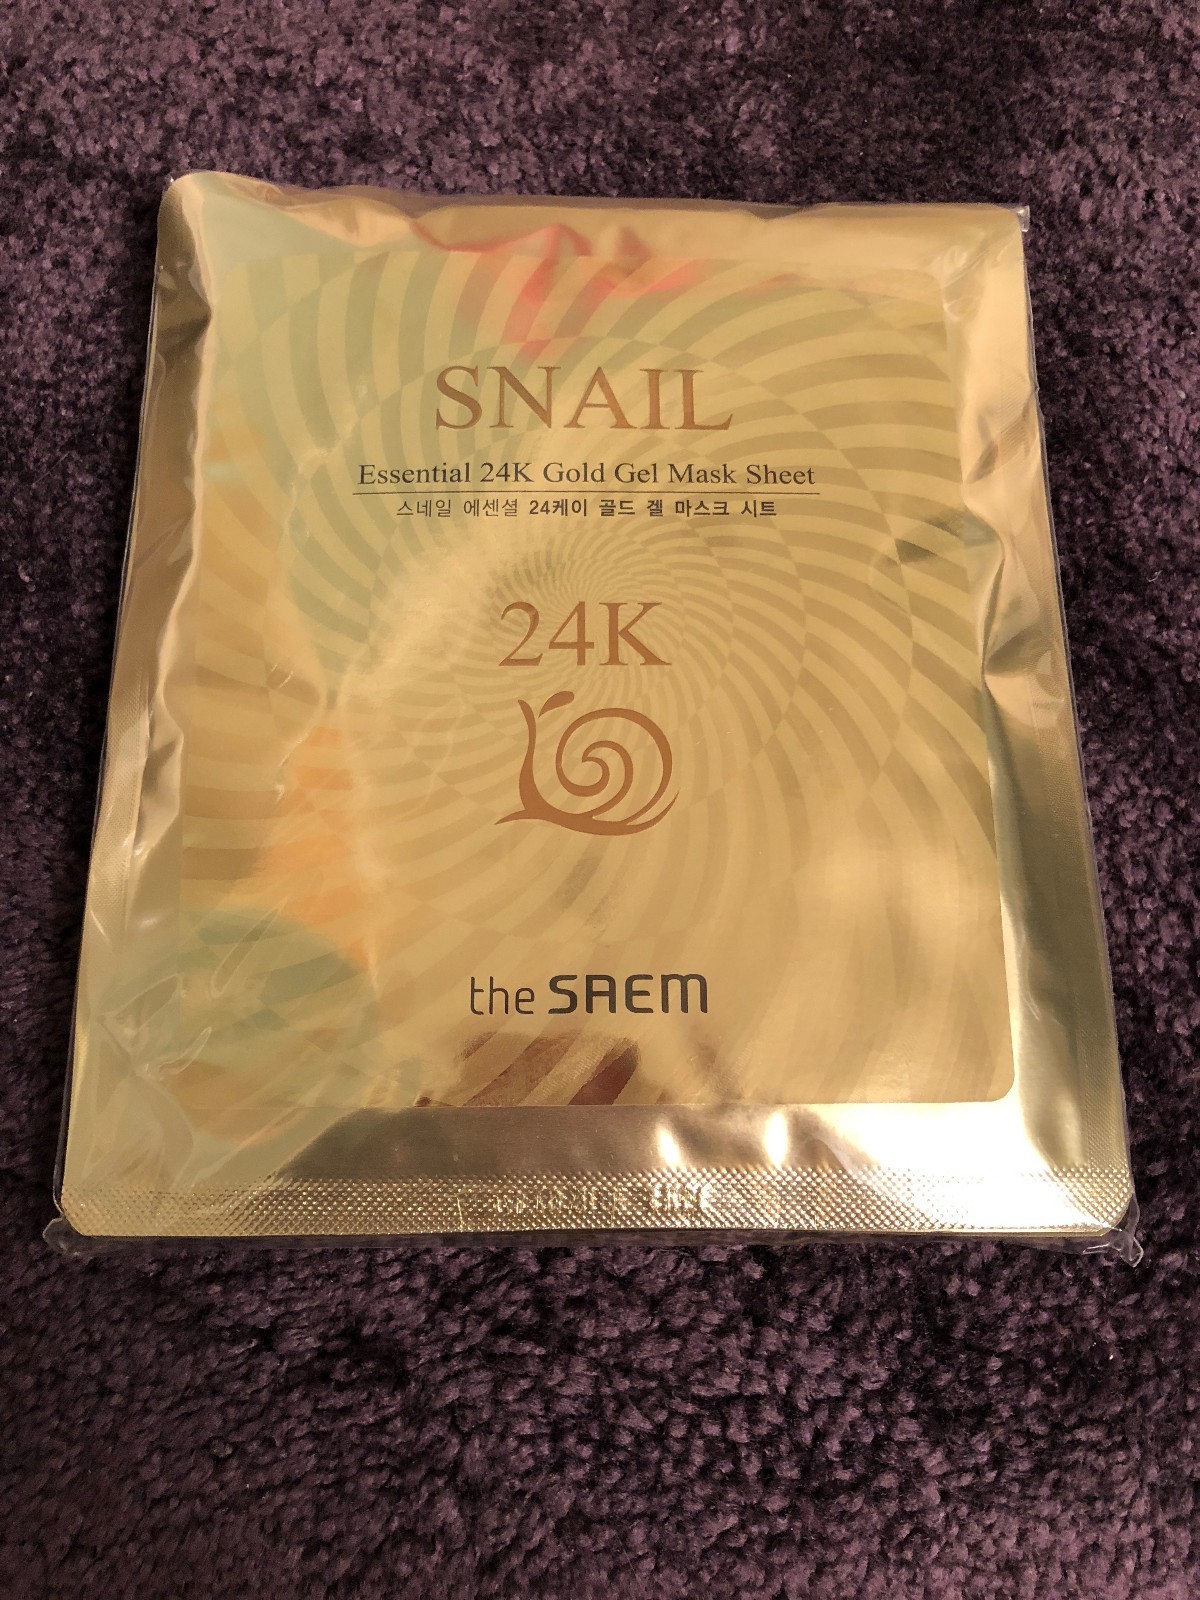 SNAIL
Essential 24K Gold Gel Mask Sheet
스네일 에센셜 24케이 골드 겔 마스크 시트
24K
the SAEM